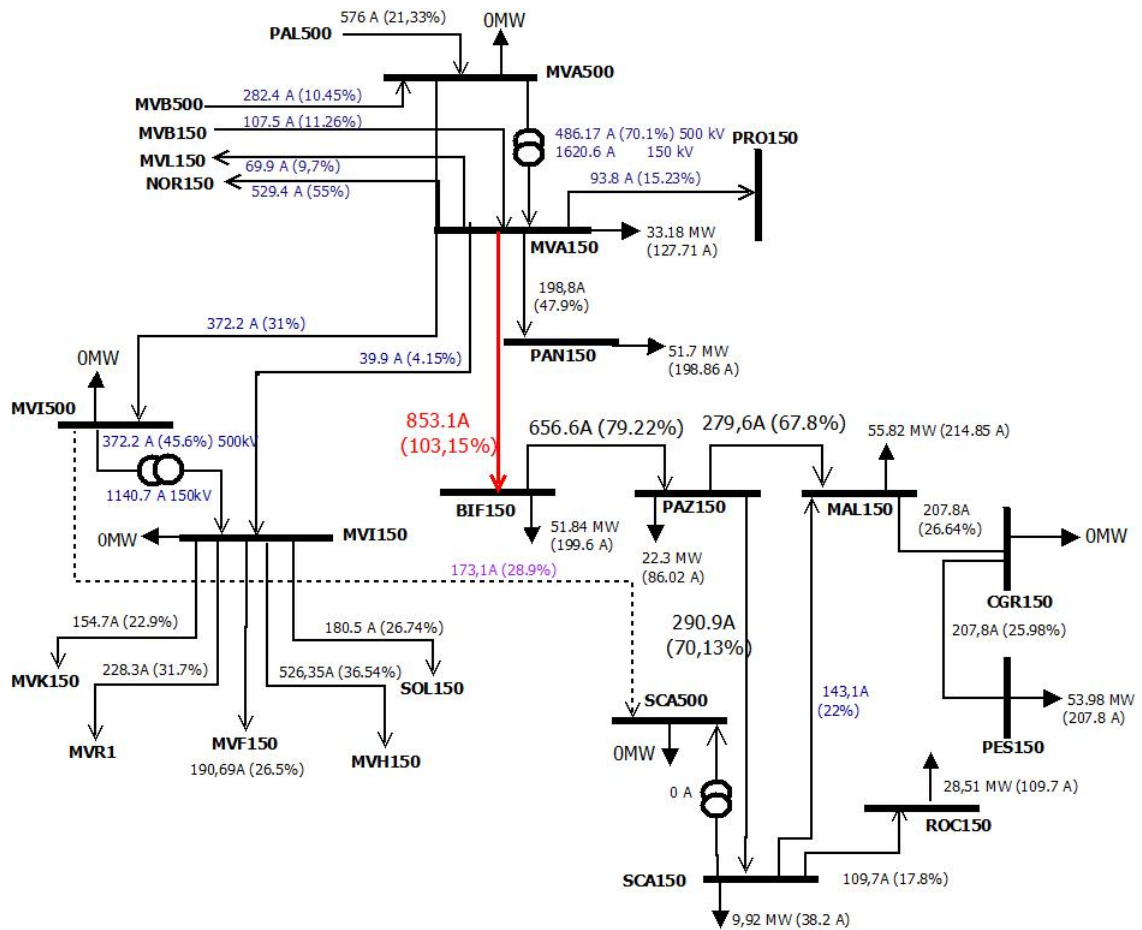 576 A (21,33%)
0MW
PAL500
MVA500
MVB500
282.4 A (10.45%)
107.5 A (11.26%)
MVB150
486.17 A (70.1%) 500 kV
1620.6 A 150 kV
PRO150
MVL150
69.9 A (9,7%)
NOR150
529.4 A (55%)
93.8 A (15.23%)
MVA150
33.18 MW
(127.71 A)
198,8A
(47.9%)
372.2 A (31%)
39.9 A (4.15%)
PAN150
51.7 MW
(198.86 A)
0MW
MVI500
372.2 A (45.6%) 500kV
1140.7 A 150kV
853.1A
(103,15%)
656.6A (79.22%)
279,6A (67.8%)
55.82 MW (214.85 A)
BIF150
PAZ150
MAL150
51.84 MW
(199.6 A)
22.3 MW
(86.02 A)
207.8A
(26.64%)
0MW
0MW
MVI150
173,1A (28.9%)
CGR150
207,8A (25.98%)
154.7A (22.9%)
180.5 A (26.74%)
228.3A (31.7%)
526,35A (36.54%)
MVK150
SOL150
MVR1
MVF150
190,69A (26.5%)
MVH150
290.9A
(70,13%)
143,1A
(22%)
SCA500
0MW
53.98 MW
(207.8 A)
PES150
0 A
28,51 MW (109.7 A)
ROC150
SCA150
109,7A (17.8%)
9,92 MW (38.2 A)